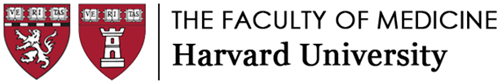 VE RI TAS VE RI TAS
THE FACULTY OF MEDICINE
Harvard University